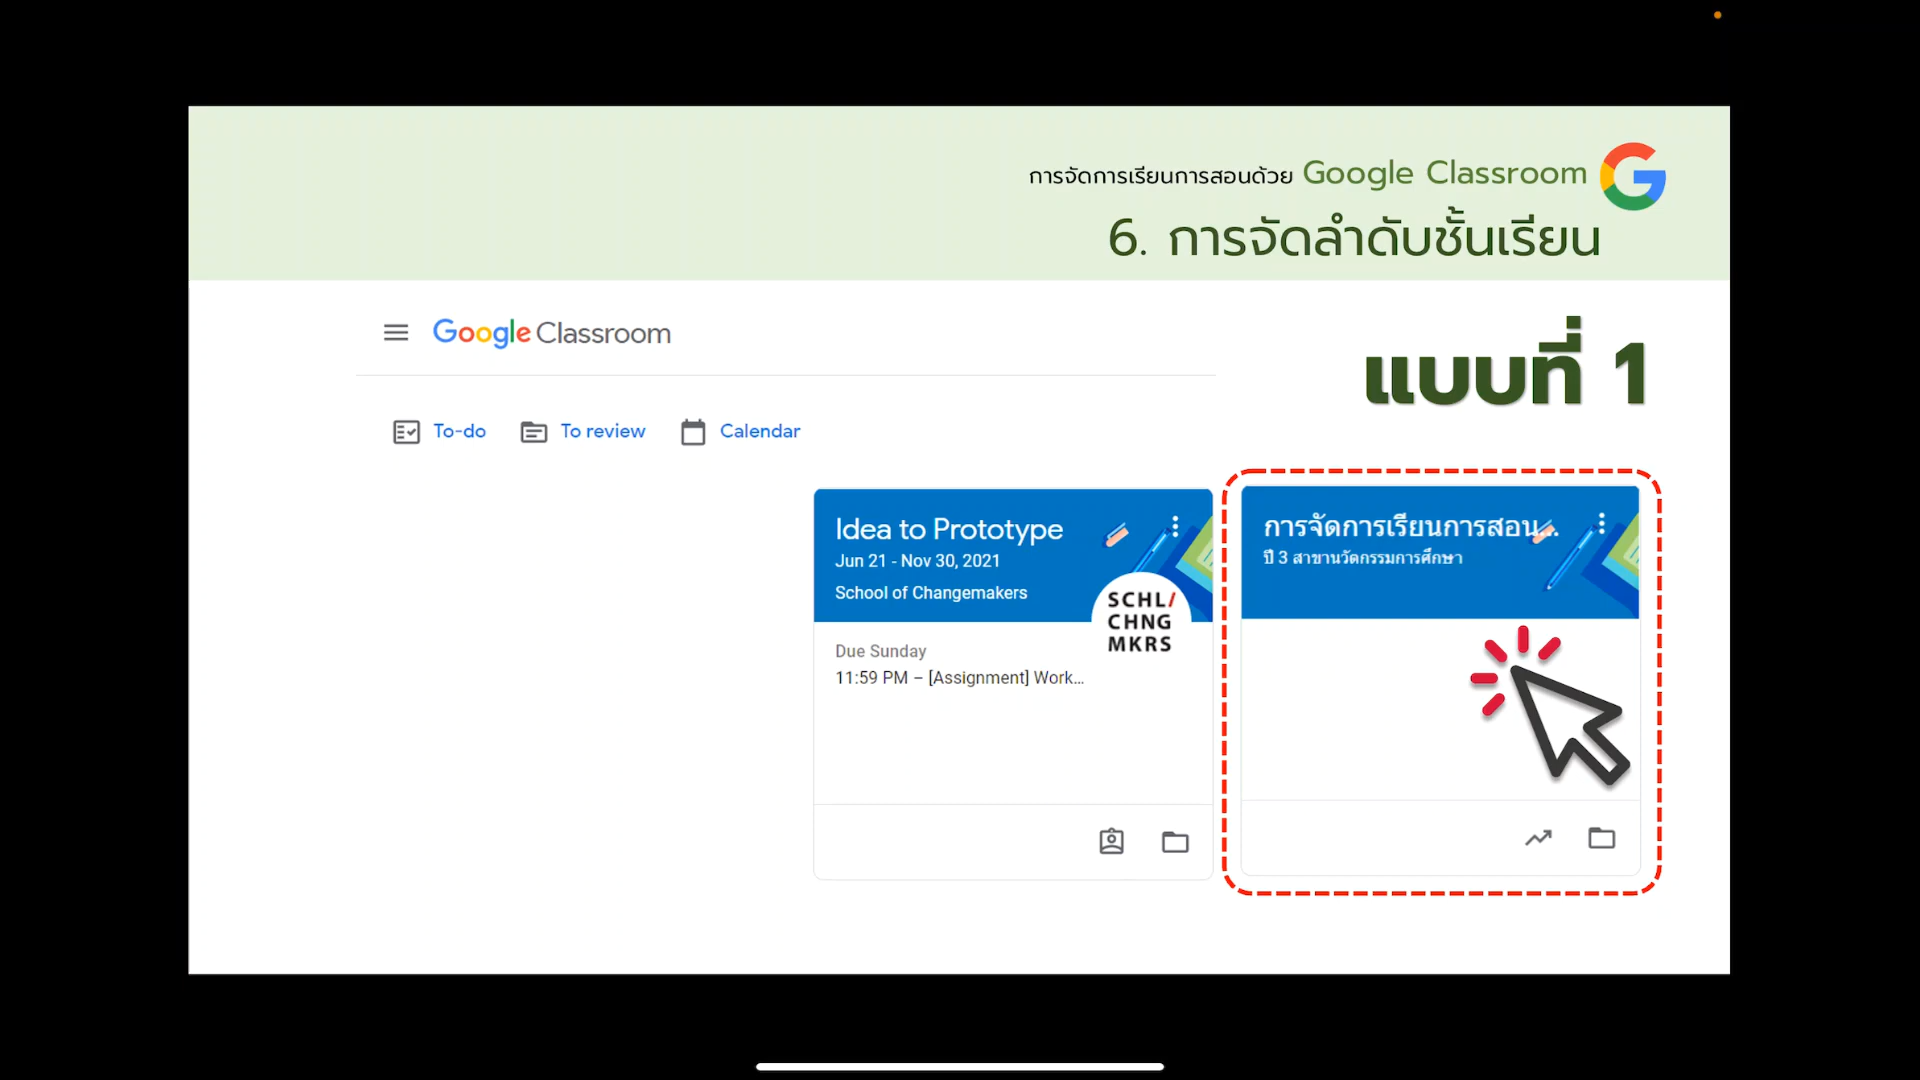 การจัดการเรียนการสอนด้วย Google Classroom
6. การจัดลำดับชั้นเรียน
Google Classroom
แบบที่ 1
To-do To review Calendar
Idea to Prototype
Jun 21 - Nov 30, 2021
School of Changemakers
SCHL/
CHNG
MKRS
Due Sunday
11:59 PM – [Assignment] Work...
การจัดการเรียนการสอน...
ปี 3 สาขานวัตกรรมการศึกษา